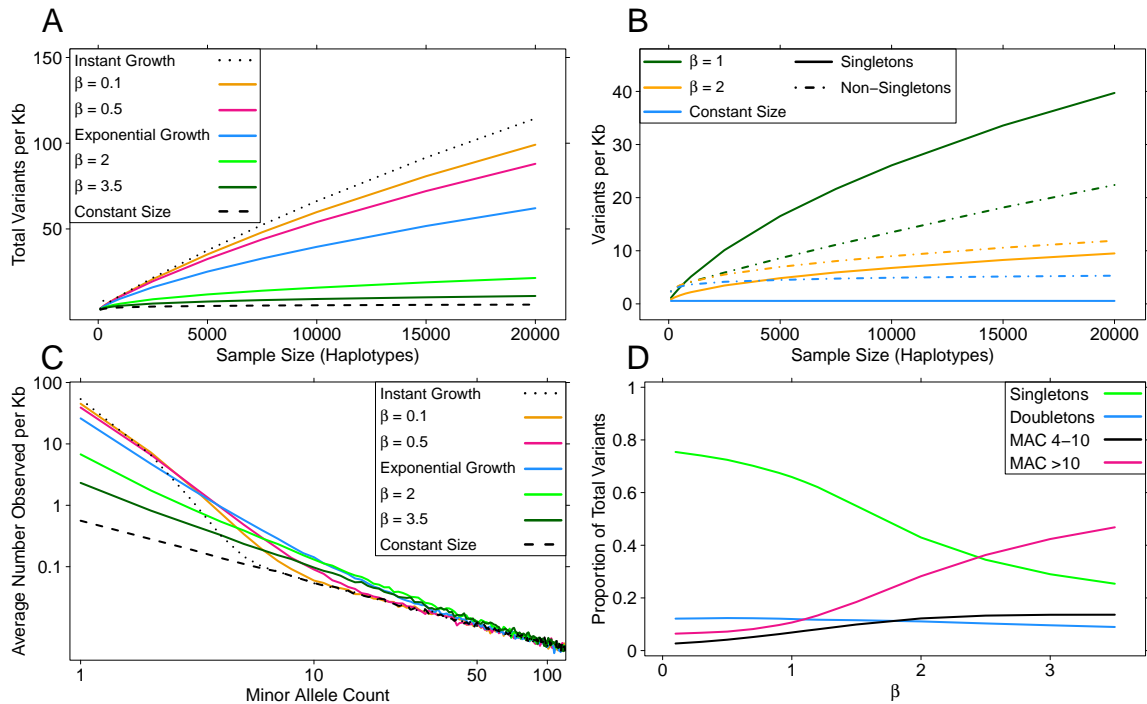 A
Total Variants per Kb
150
100
50
0
5000
10000
15000
20000
Sample Size (Haplotypes)
Instant Growth
β = 0.1
β = 0.5
Exponential Growth
β = 2
β = 3.5
Constant Size
B
Variants per Kb
40
30
20
10
0
0
5000
10000
15000
20000
Sample Size (Haplotypes)
β = 1
β = 2
Constant Size
Singletons
Non−Singletons
C
Average Number Observed per Kb
100
10
1
0.1
1
10
50
100
Minor Allele Count
Instant Growth
β = 0.1
β = 0.5
Exponential Growth
β = 2
β = 3.5
Constant Size
D
Proportion of Total Variants
1
0.8
0.6
0.4
0.2
0
0
1
2
3
β
Singletons
Doubletons
MAC 4−10
MAC >10